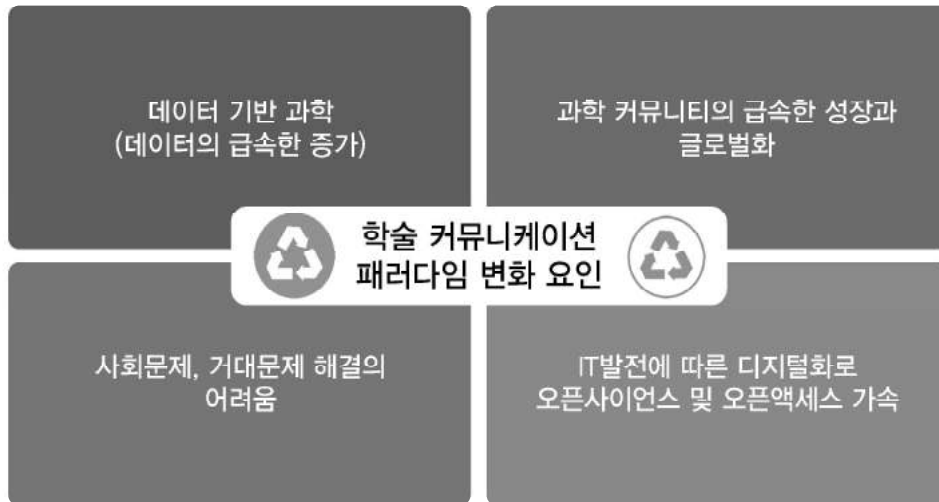 데이터 기반 과학
(데이터의 급속한 증가)
과학 커뮤니티의 급속한 성장과
글로벌화
학술 커뮤니케이션
패러다임 변화 요인
사회문제, 거대문제 해결의
어려움
IT발전에 따른 디지털화로
오픈사이언스 및 오픈액세스 가속